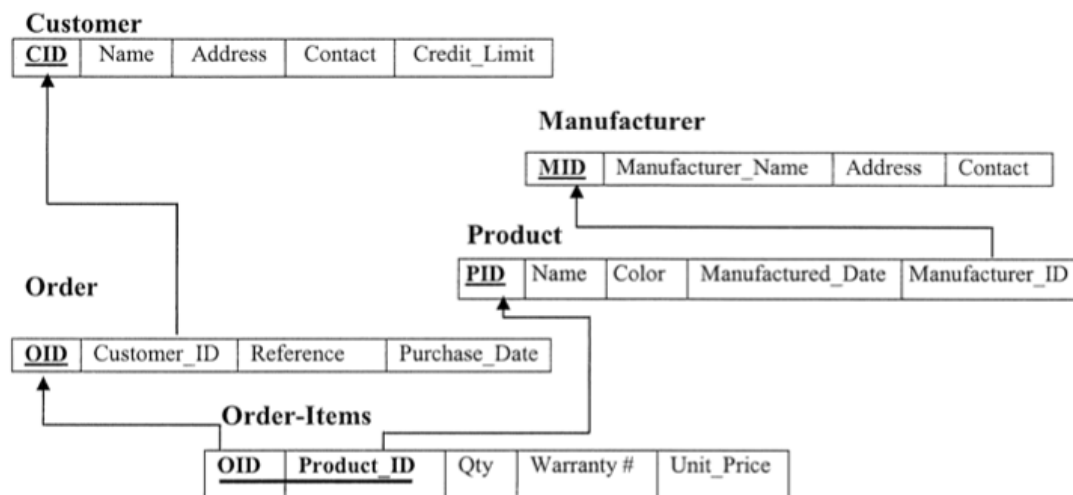 Customer
CID Name Address Contact Credit_Limit
Manufacturer
MID Manufacturer_Name Address Contact
Product
PID Name Color Manufactured_Date Manufacturer_ID
Order
OID Customer_ID Reference Purchase_Date
Order-Items
OID Product_ID Qty Warranty # Unit_Price